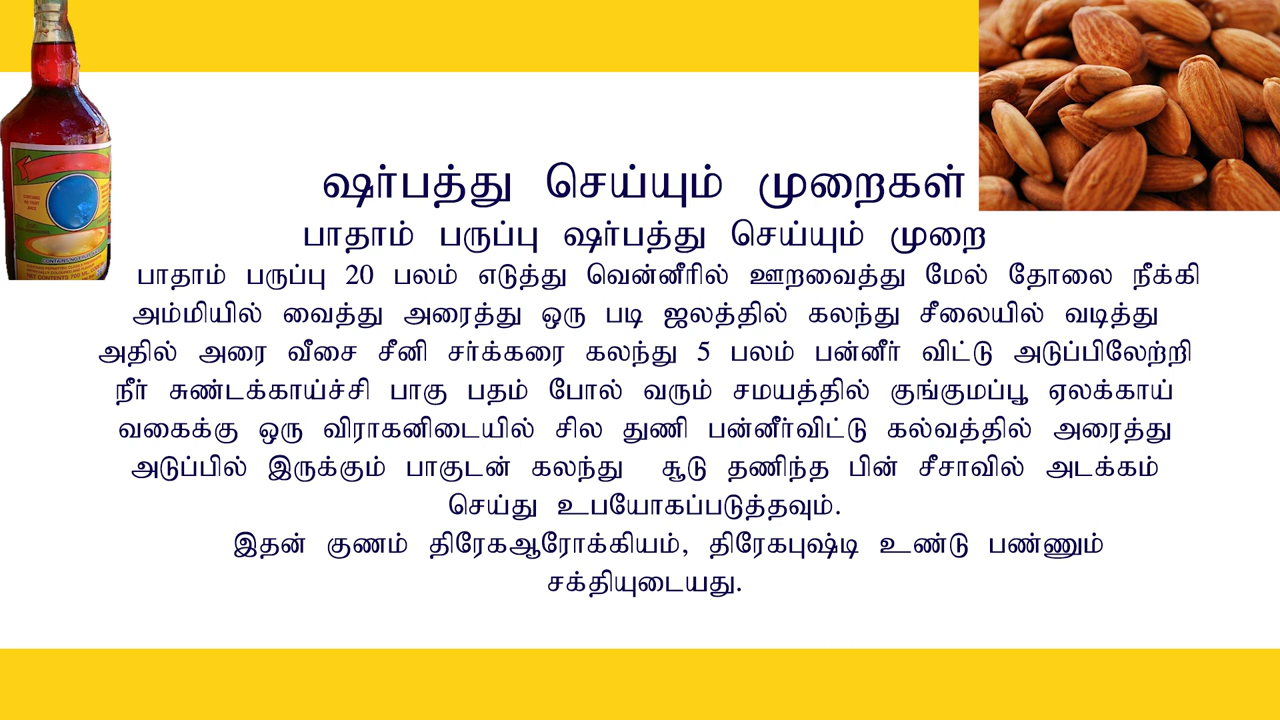 ஷர்பத்து செய்யும் முறைகள்
பாதாம் பருப்பு ஷர்பத்து செய்யும் முறை
பாதாம் பருப்பு 20 பலம் எடுத்து வென்னீரில் ஊறவைத்து மேல் தோலை நீக்கி
அம்மியில் வைத்து அரைத்து ஒரு படி ஜலத்தில் கலந்து சீலையில் வடித்து
அதில் அரை வீசை சீனி சர்க்கரை கலந்து 5 பலம் பன்னீர் விட்டு அடுப்பிலேற்றி
நீர் சுண்டக்காய்ச்சி பாகு பதம் போல் வரும் சமயத்தில் குங்குமப்பூ ஏலக்காய்
வகைக்கு ஒரு விராகனிடையில் சில துணி பன்னீர்விட்டு கல்வத்தில் அரைத்து
அடுப்பில் இருக்கும் பாகுடன் கலந்து சூடு தணிந்த பின் சீசாவில் அடக்கம்
செய்து உபயோகப்படுத்தவும்.
இதன் குணம் திரேகஆரோக்கியம், திரேகபுஷ்டி உண்டு பண்ணும்
சக்தியுடையது.